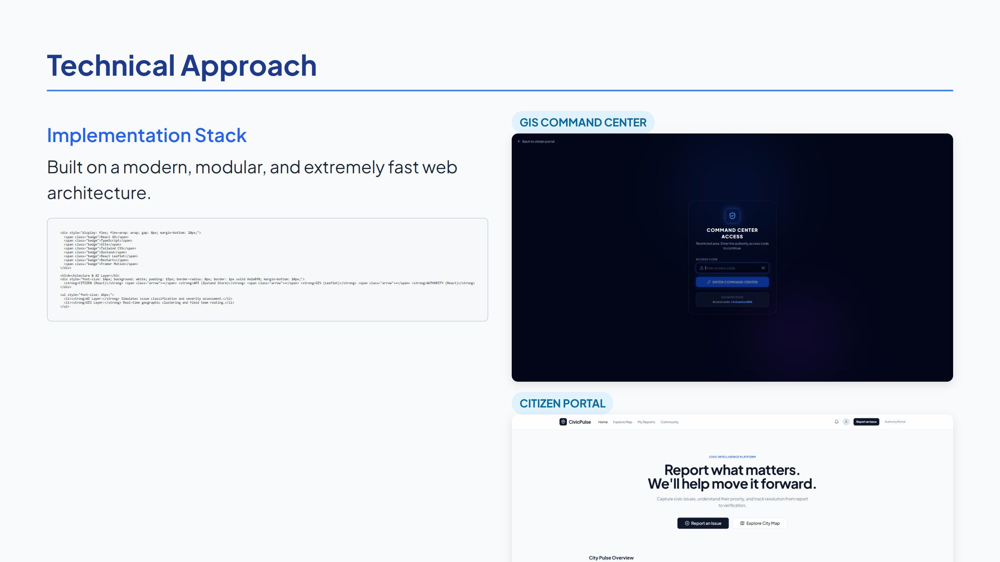 Technical Approach
Implementation Stack
Built on a modern, modular, and extremely fast web
architecture.
<div style="display: flex; flex-wrap: wrap; gap: 8px; margin-bottom: 20px;">
  <span class="badge">React 19</span>
  <span class="badge">TypeScript</span>
  <span class="badge">Vite</span>
  <span class="badge">Tailwind CSS</span>
  <span class="badge">Zustand</span>
  <span class="badge">React Leaflet</span>
  <span class="badge">Recharts</span>
  <span class="badge">Framer Motion</span>
</div>
<h3>Architecture & AI Layer</h3>
<div style="font-size: 14px; background: white; padding: 15px; border-radius: 8px; border: 1px solid #e2e8f0; margin-bottom: 10px;">
  <strong>CITIZEN (React)</strong> <span class="arrow">→</span> <strong>API (Zustand Store)</strong> <span class="arrow">→</span> <strong>GIS (Leaflet)</strong> <span class="arrow">→</span> <strong>AUTHORITY (React)</strong>
</div>
<ul style="font-size: 16px;">
  <li><strong>AI Layer:</strong> Simulates issue classification and severity assessment.</li>
  <li><strong>GIS Layer:</strong> Real-time geographic clustering and field team routing.</li>
</ul>
GIS COMMAND CENTER
← Back to citizen portal
COMMAND CENTER
ACCESS
Restricted area. Enter the authority access code
to continue.
ACCESS CODE
Enter access code
ENTER COMMAND CENTER
SIH DEMO MODE
Access code: civicpulse2026
CITIZEN PORTAL
CivicPulse Home Explore Map My Reports Community Report an Issue Authority Portal
CIVIC INTELLIGENCE PLATFORM
Report what matters.
We'll help move it forward.
Capture civic issues, understand their priority, and track resolution from report
to verification.
Report an Issue Explore City Map
City Pulse Overview